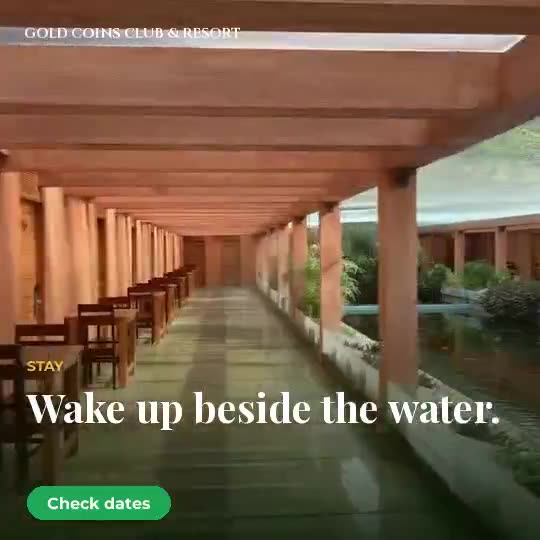 GOLD COINS CLUB & RESORT
STAY
Wake up beside the water.
Check dates